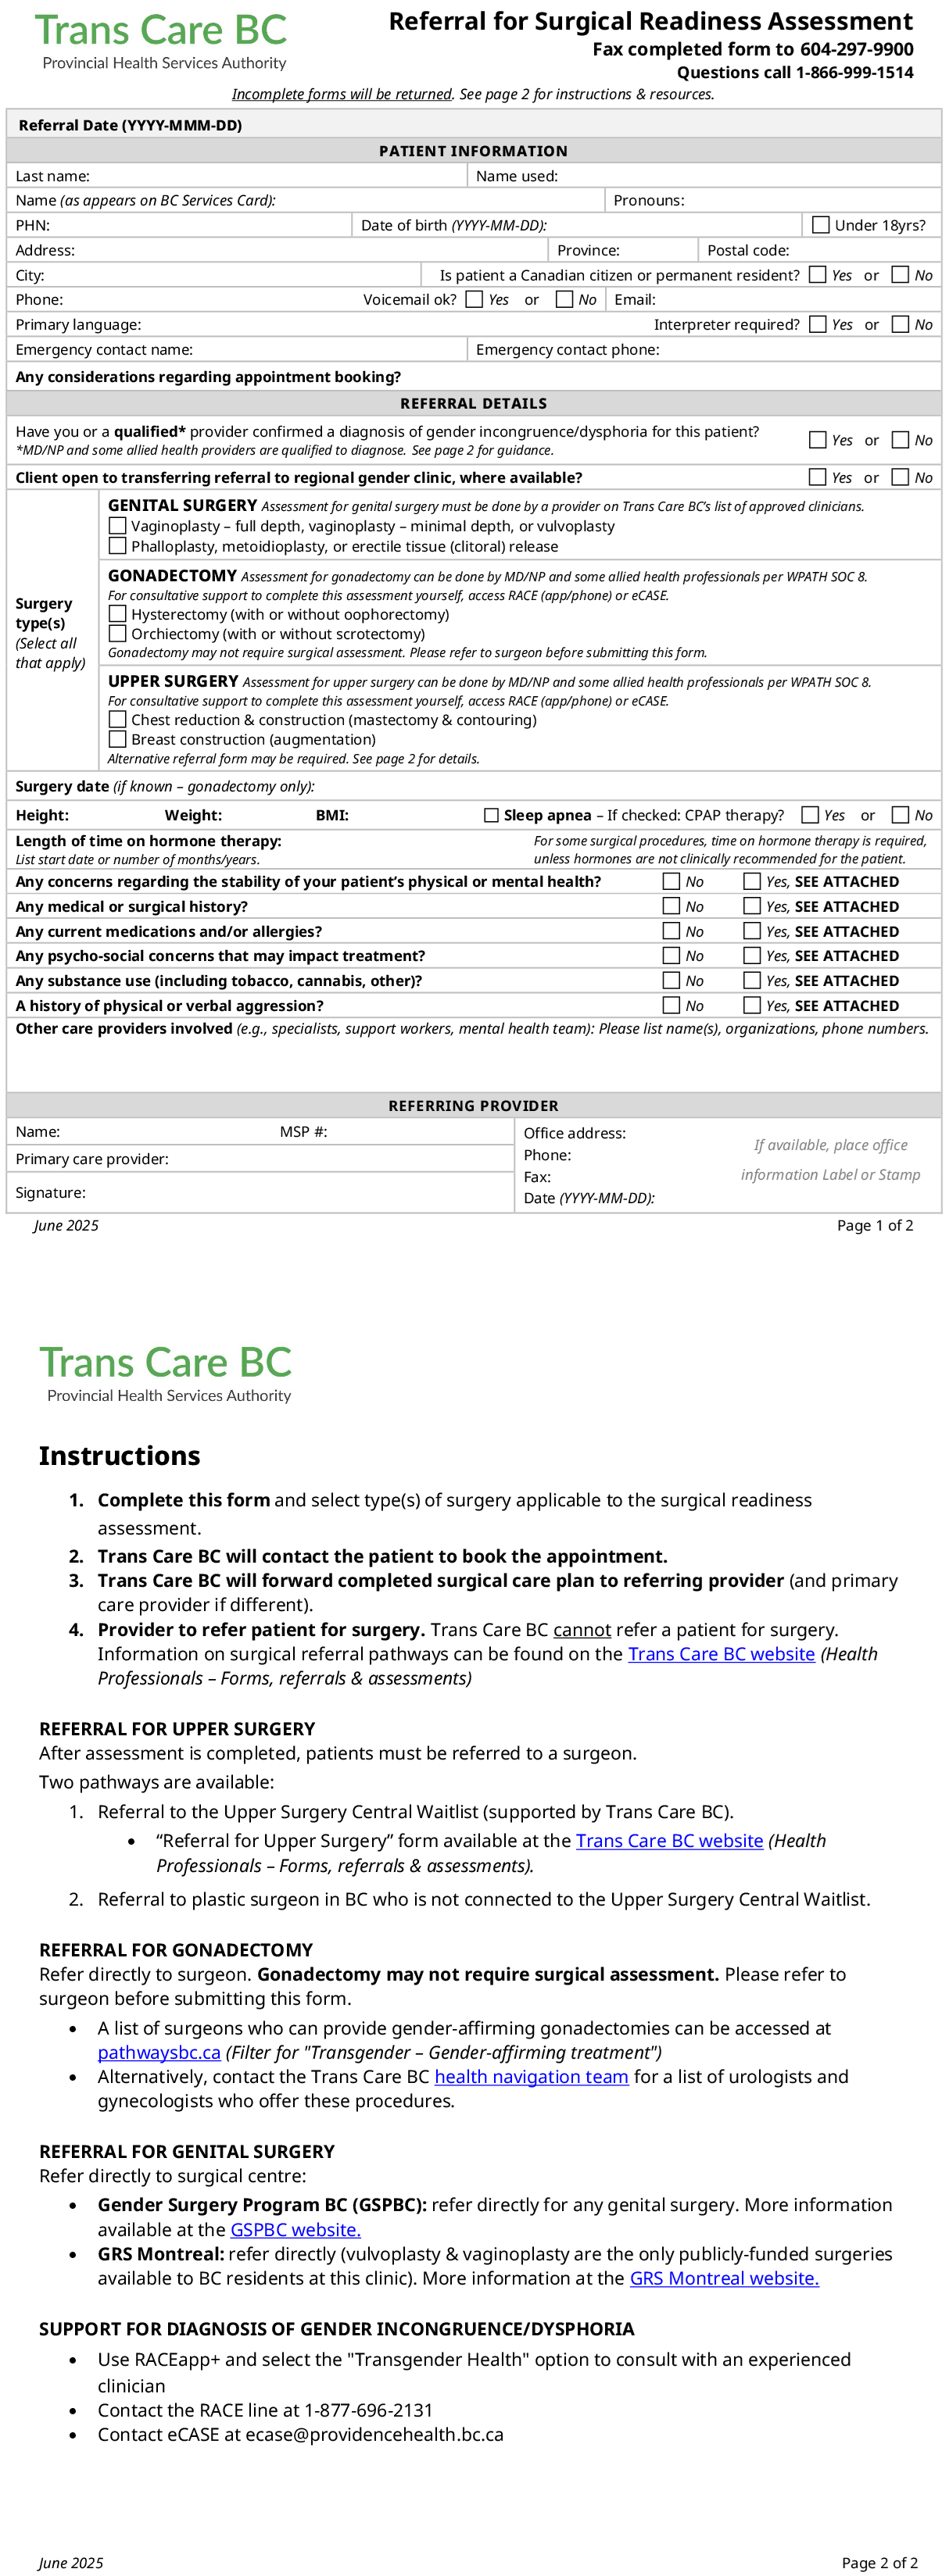 Trans Care BC
Provincial Health Services Authority
Referral for Surgical Readiness Assessment
Fax completed form to 604-297-9900
Questions call 1-866-999-1514
Incomplete forms will be returned. See page 2 for instructions & resources.
Referral Date (YYYY-MMM-DD)
PATIENT INFORMATION
Last name: Name used:
Name (as appears on BC Services Card): Pronouns:
PHN: Date of birth (YYYY-MM-DD): ☐ Under 18yrs?
Address: Province: Postal code:
City: Is patient a Canadian citizen or permanent resident? ☐ Yes or ☐ No
Phone: Voicemail ok? ☐ Yes or ☐ No Email:
Primary language: Interpreter required? ☐ Yes or ☐ No
Emergency contact name: Emergency contact phone:
Any considerations regarding appointment booking?
REFERRAL DETAILS
Have you or a qualified* provider confirmed a diagnosis of gender incongruence/dysphoria for this patient? ☐ Yes or ☐ No
*MD/NP and some allied health providers are qualified to diagnose. See page 2 for guidance.
Client open to transferring referral to regional gender clinic, where available? ☐ Yes or ☐ No
Surgery
type(s)
(Select all
that apply)
GENITAL SURGERY Assessment for genital surgery must be done by a provider on Trans Care BC's list of approved clinicians.
☐ Vaginoplasty – full depth, vaginoplasty – minimal depth, or vulvoplasty
☐ Phalloplasty, metoidioplasty, or erectile tissue (clitoral) release
GONADECTOMY Assessment for gonadectomy can be done by MD/NP and some allied health professionals per WPATH SOC 8.
For consultative support to complete this assessment yourself, access RACE (app/phone) or eCASE.
☐ Hysterectomy (with or without oophorectomy)
☐ Orchiectomy (with or without scrotectomy)
Gonadectomy may not require surgical assessment. Please refer to surgeon before submitting this form.
UPPER SURGERY Assessment for upper surgery can be done by MD/NP and some allied health professionals per WPATH SOC 8.
For consultative support to complete this assessment yourself, access RACE (app/phone) or eCASE.
☐ Chest reduction & construction (mastectomy & contouring)
☐ Breast construction (augmentation)
Alternative referral form may be required. See page 2 for details.
Surgery date (if known – gonadectomy only):
Height: Weight: BMI: ☐ Sleep apnea – If checked: CPAP therapy? ☐ Yes or ☐ No
Length of time on hormone therapy: For some surgical procedures, time on hormone therapy is required,
List start date or number of months/years. unless hormones are not clinically recommended for the patient.
Any concerns regarding the stability of your patient's physical or mental health? ☐ No ☐ Yes, SEE ATTACHED
Any medical or surgical history? ☐ No ☐ Yes, SEE ATTACHED
Any current medications and/or allergies? ☐ No ☐ Yes, SEE ATTACHED
Any psycho-social concerns that may impact treatment? ☐ No ☐ Yes, SEE ATTACHED
Any substance use (including tobacco, cannabis, other)? ☐ No ☐ Yes, SEE ATTACHED
A history of physical or verbal aggression? ☐ No ☐ Yes, SEE ATTACHED
Other care providers involved (e.g., specialists, support workers, mental health team): Please list name(s), organizations, phone numbers.
REFERRING PROVIDER
Name: MSP #:
Primary care provider:
Signature:
Office address:
Phone:
Fax:
Date (YYYY-MM-DD):
If available, place office
information Label or Stamp
June 2025 Page 1 of 2
Trans Care BC
Provincial Health Services Authority
Instructions
1. Complete this form and select type(s) of surgery applicable to the surgical readiness
assessment.
2. Trans Care BC will contact the patient to book the appointment.
3. Trans Care BC will forward completed surgical care plan to referring provider (and primary
care provider if different).
4. Provider to refer patient for surgery. Trans Care BC cannot refer a patient for surgery.
Information on surgical referral pathways can be found on the Trans Care BC website (Health
Professionals – Forms, referrals & assessments)
REFERRAL FOR UPPER SURGERY
After assessment is completed, patients must be referred to a surgeon.
Two pathways are available:
1. Referral to the Upper Surgery Central Waitlist (supported by Trans Care BC).
• “Referral for Upper Surgery” form available at the Trans Care BC website (Health
Professionals – Forms, referrals & assessments).
2. Referral to plastic surgeon in BC who is not connected to the Upper Surgery Central Waitlist.
REFERRAL FOR GONADECTOMY
Refer directly to surgeon. Gonadectomy may not require surgical assessment. Please refer to
surgeon before submitting this form.
• A list of surgeons who can provide gender-affirming gonadectomies can be accessed at
pathwaysbc.ca (Filter for "Transgender – Gender-affirming treatment")
• Alternatively, contact the Trans Care BC health navigation team for a list of urologists and
gynecologists who offer these procedures.
REFERRAL FOR GENITAL SURGERY
Refer directly to surgical centre:
• Gender Surgery Program BC (GSPBC): refer directly for any genital surgery. More information
available at the GSPBC website.
• GRS Montreal: refer directly (vulvoplasty & vaginoplasty are the only publicly-funded surgeries
available to BC residents at this clinic). More information at the GRS Montreal website.
SUPPORT FOR DIAGNOSIS OF GENDER INCONGRUENCE/DYSPHORIA
• Use RACEapp+ and select the "Transgender Health" option to consult with an experienced
clinician
• Contact the RACE line at 1-877-696-2131
• Contact eCASE at ecase@providencehealth.bc.ca
June 2025 Page 2 of 2